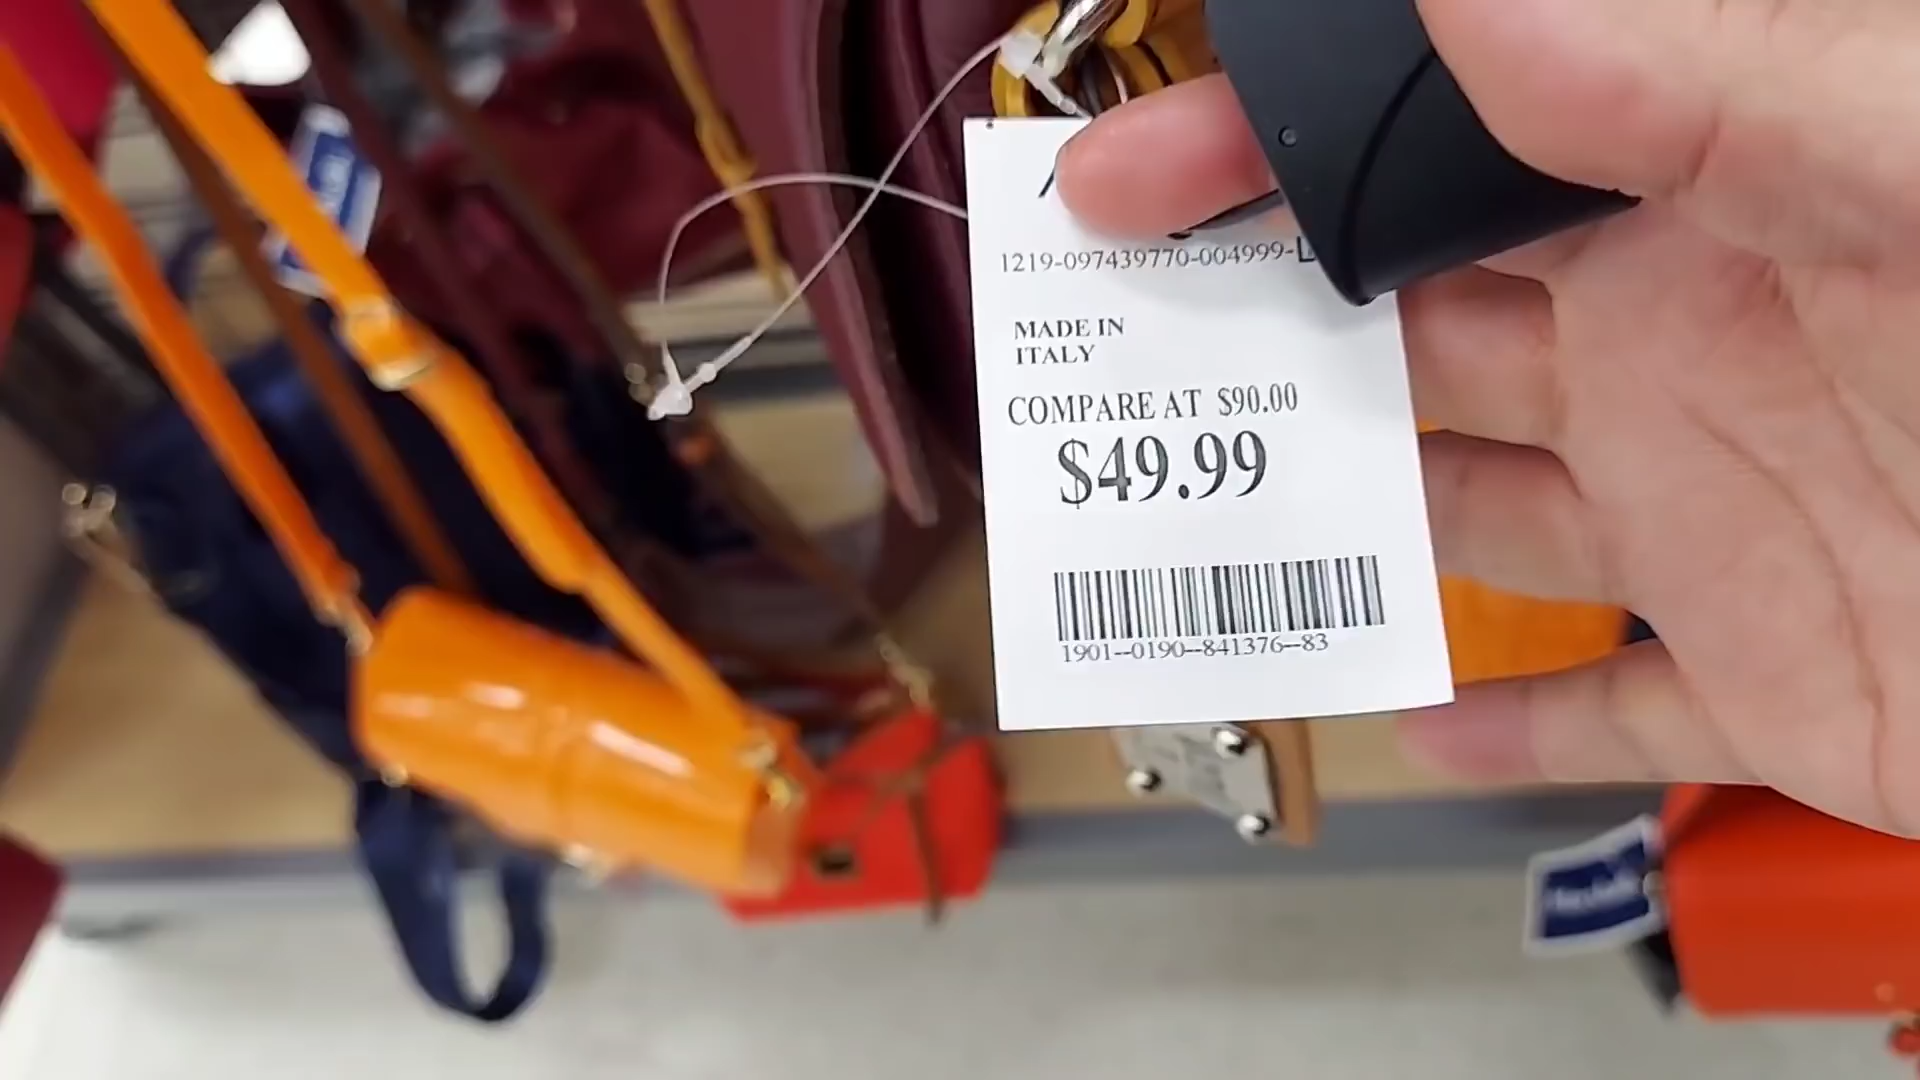 1219-097439770-004999-
MADE IN
ITALY
COMPARE AT $90.00
$49.99
1901--0190--841376--83